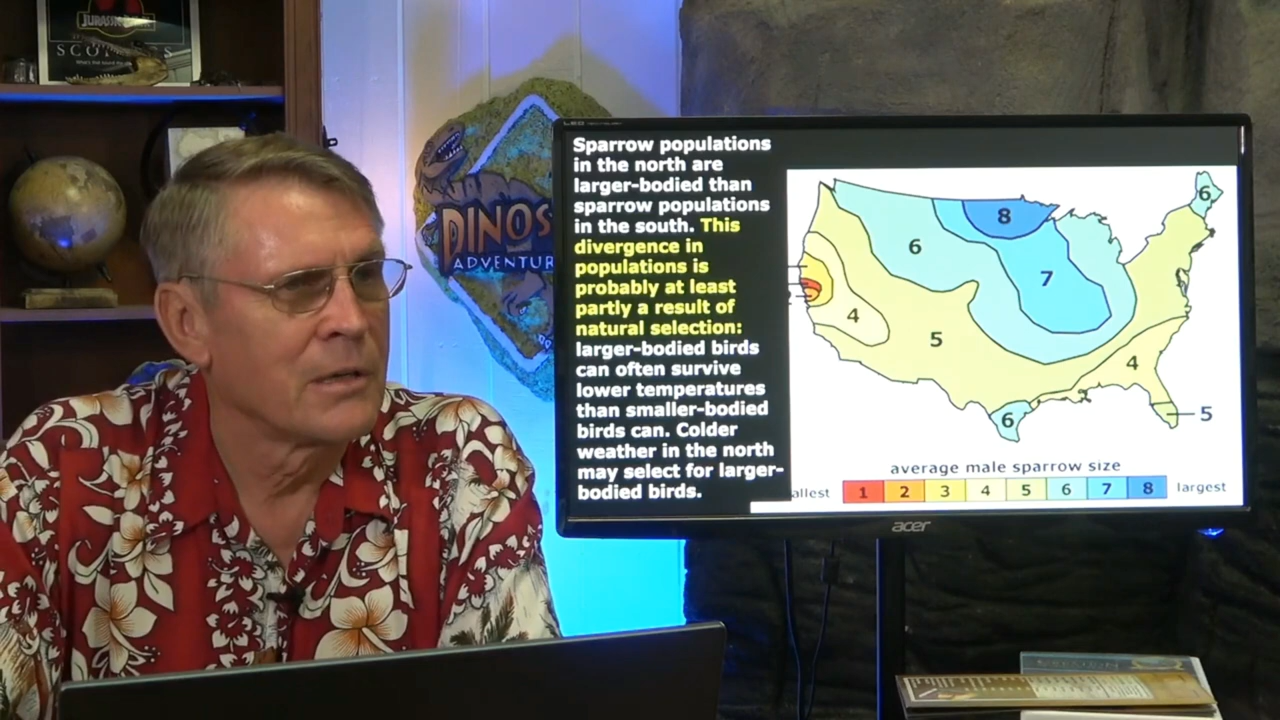 JURASSIC PARK
Sparrow populations
in the north are
larger-bodied than
sparrow populations
in the south. This
divergence in
populations is
probably at least
partly a result of
natural selection:
larger-bodied birds
can often survive
lower temperatures
than smaller-bodied
birds can. Colder
weather in the north
may select for larger-
bodied birds.
6
8
6
7
4
5
4
5
6
average male sparrow size
allest 1 2 3 4 5 6 7 8 largest
acer
DINOS
ADVENTUR